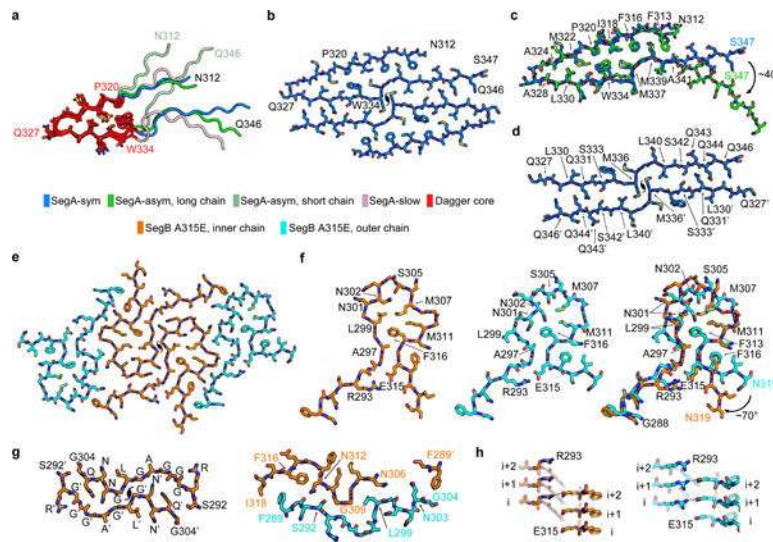 a
N312
Q346
P320
N312
Q327
W334
Q346
b
P320
N312
S347
Q346
Q327
W334
c
F316 F313
I318
N312
P320
M322
A324
S347
S347
M339
A341
A328
L330
W334
M337
d
Q343
L340 S342 Q344 Q346
S333
L330
M336
Q327 Q331
Q346' Q344' L340' M336' L330' Q327'
Q331'
S342' S333'
Q343'
SegA-sym SegA-asym, long chain SegA-asym, short chain SegA-slow Dagger core
SegB A315E, inner chain SegB A315E, outer chain
e
f
S305
N302
N301
M307
L299
M311
A297
F316
R293
E315
S305
N302
N301
L299
M311
F316
A297
R293
E315
N302 S305
M307
N301
L299
M311
F313
A297
F316
E315
R293
N319
N319
~70°
G288
g
G304
S292'
Q N L G A G G R
R' G' G' A' G' L' N' N' Q'
S292
G304'
F316 N312
F289'
N306
I318
G309
G304
F289
S292
L299
N303
h
R293
i+2
i+1
i
i+2
i+1
i
E315
R293
i+2
i+1
i
i+2
i+1
i
E315